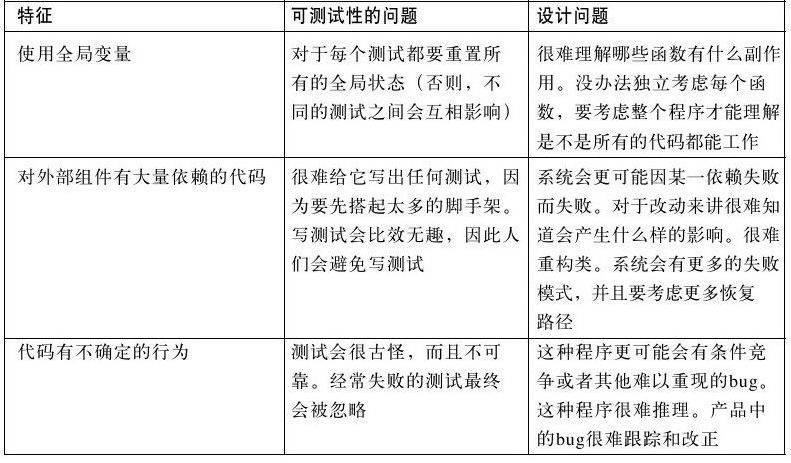 特征
可测试性的问题
设计问题
使用全局变量
对于每个测试都要重置所
有的全局状态（否则，不
同的测试之间会互相影响）
很难理解哪些函数有什么副作
用。没办法独立考虑每个函
数，要考虑整个程序才能理解
是不是所有的代码都能工作
对外部组件有大量依赖的代码
很难给它写出任何测试，因
为要先搭起太多的脚手架。
写测试会比效无趣，因此人
们会避免写测试
系统会更可能因某一依赖失败
而失败。对于改动来讲很难知
道会产生什么样的影响。很难
重构类。系统会有更多的失败
模式，并且要考虑更多恢复
路径
代码有不确定的行为
测试会很古怪，而且不可
靠。经常失败的测试最终
会被忽略
这种程序更可能会有条件竞
争或者其他难以重现的bug。
这种程序很难推理。产品中
的bug很难跟踪和改正